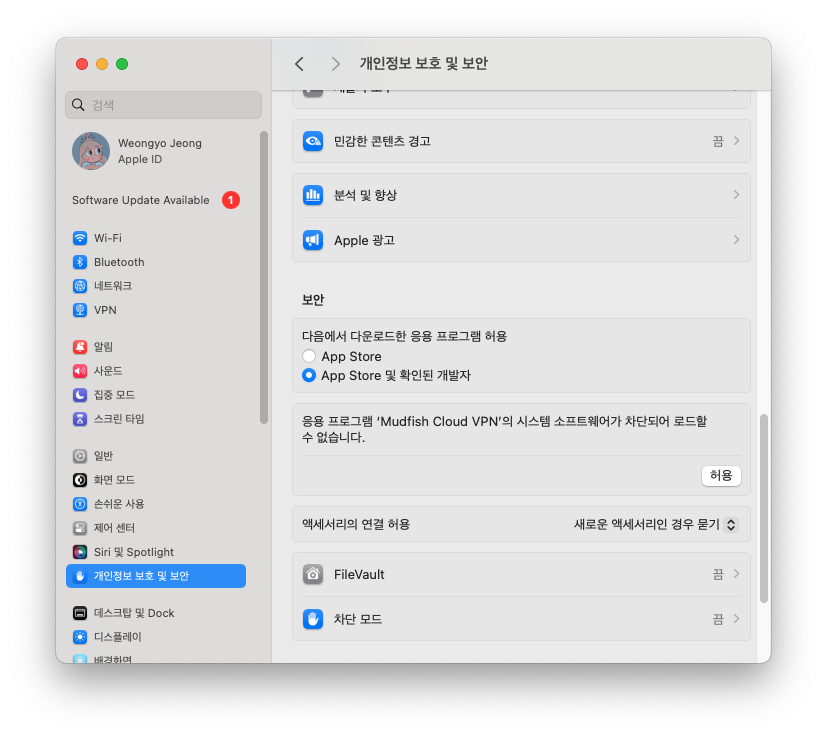 개인정보 보호 및 보안
검색
Weongyo Jeong
Apple ID
Software Update Available 1
Wi-Fi
Bluetooth
네트워크
VPN
알림
사운드
집중 모드
스크린 타임
일반
화면 모드
손쉬운 사용
제어 센터
Siri 및 Spotlight
개인정보 보호 및 보안
데스크탑 및 Dock
디스플레이
배경화면
민감한 콘텐츠 경고 끔
분석 및 향상
Apple 광고
보안
다음에서 다운로드한 응용 프로그램 허용
App Store
App Store 및 확인된 개발자
응용 프로그램 ‘Mudfish Cloud VPN’의 시스템 소프트웨어가 차단되어 로드할
수 없습니다.
허용
액세서리의 연결 허용 새로운 액세서리인 경우 묻기
FileVault 끔
차단 모드 끔